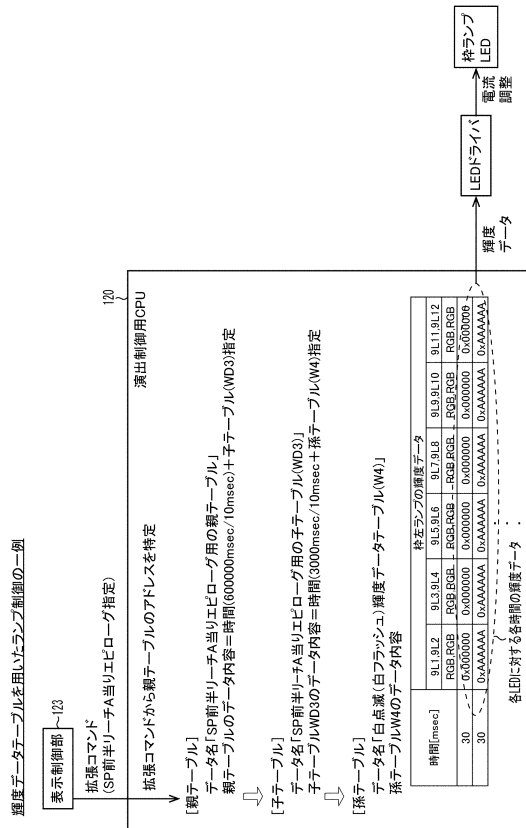 輝度データテーブルを用いたランプ制御の一例
表示制御部
123
拡張コマンド
(SP前半リーチA当りエピローグ指定)
120
演出制御用CPU
拡張コマンドから親テーブルのアドレスを特定
[親テーブル]
データ名「SP前半リーチA当りエピローグ用の親テーブル」
親テーブルのデータ内容=時間(600000msec/10msec)+子テーブル(WD3)指定
[子テーブル]
データ名「SP前半リーチA当りエピローグ用の子テーブル(WD3)」
子テーブルWD3のデータ内容=時間(3000msec/10msec+孫テーブル(W4)指定
[孫テーブル]
データ名「白点滅(白フラッシュ)輝度データテーブル(W4)」
孫テーブルW4のデータ内容
枠左ランプの輝度データ
時間[msec] 9L1,9L2 9L3,9L4 9L5,9L6 9L7,9L8 9L9,9L10 9L11,9L12
RGB,RGB RGB,RGB RGB,RGB RGB,RGB RGB,RGB RGB,RGB
30 0x000000 0x000000 0x000000 0x000000 0x000000 0x000000
30 0xAAAAAA 0xAAAAAA 0xAAAAAA 0xAAAAAA 0xAAAAAA 0xAAAAAA
各LEDに対する各時間の輝度データ
輝度
データ
LEDドライバ
電流
調整
枠ランプ
LED